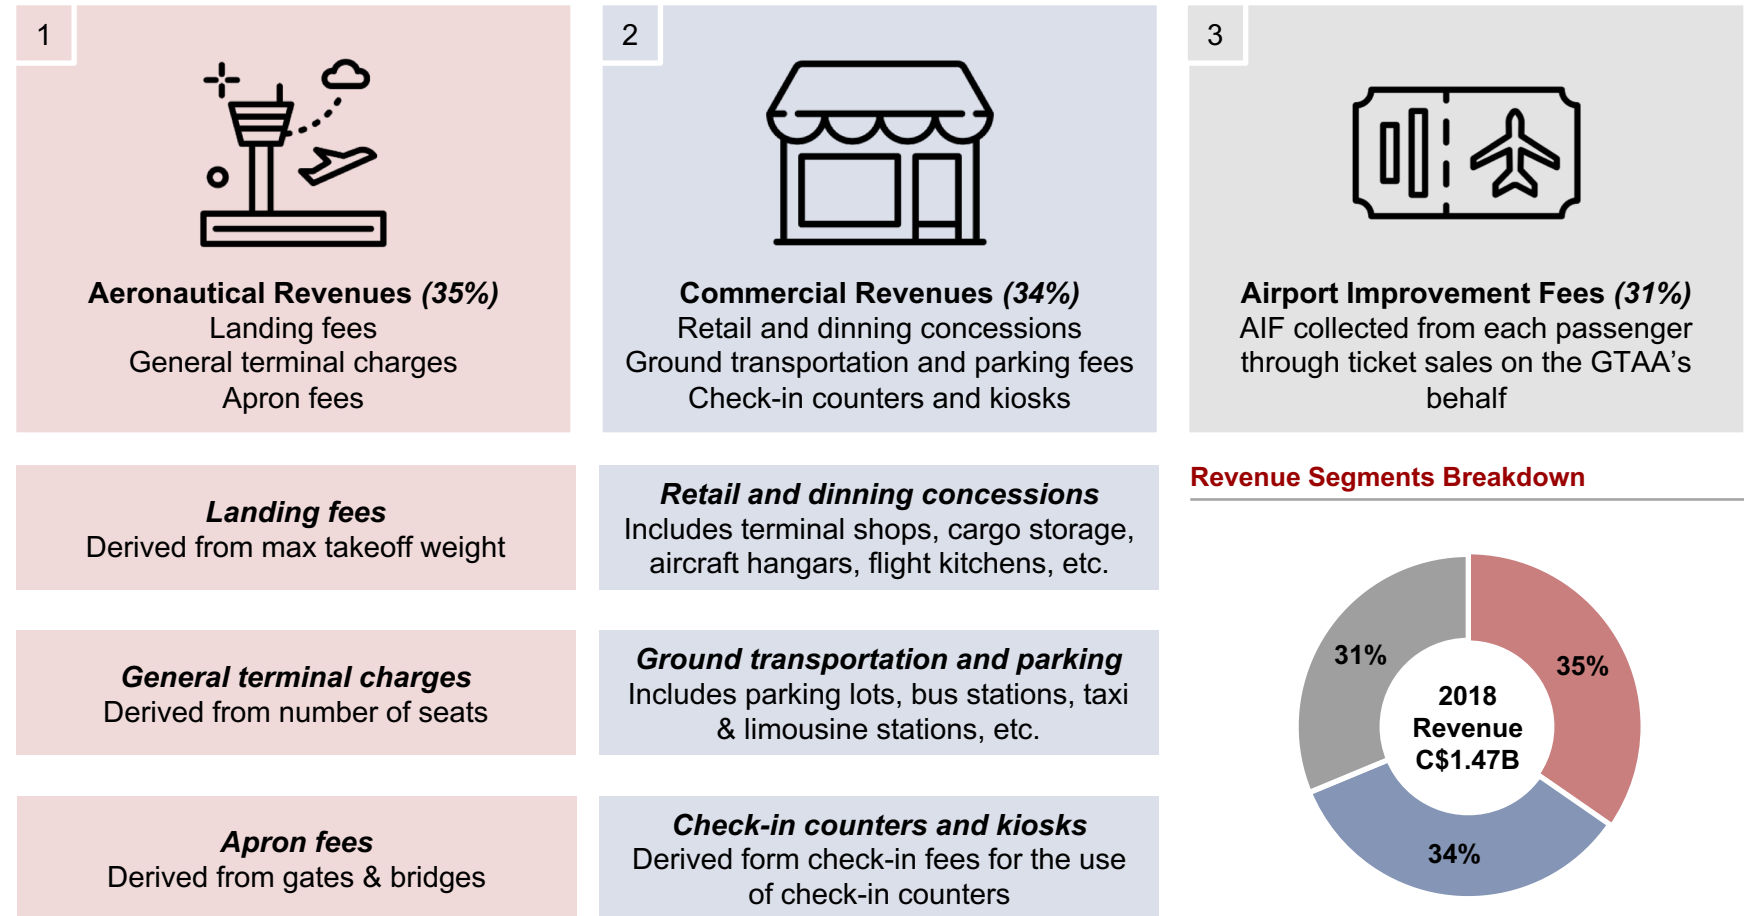 1
Aeronautical Revenues (35%)
Landing fees
General terminal charges
Apron fees
2
Commercial Revenues (34%)
Retail and dinning concessions
Ground transportation and parking fees
Check-in counters and kiosks
3
Airport Improvement Fees (31%)
AIF collected from each passenger
through ticket sales on the GTAA’s
behalf
Landing fees
Derived from max takeoff weight
General terminal charges
Derived from number of seats
Apron fees
Derived from gates & bridges
Retail and dinning concessions
Includes terminal shops, cargo storage,
aircraft hangars, flight kitchens, etc.
Ground transportation and parking
Includes parking lots, bus stations, taxi
& limousine stations, etc.
Check-in counters and kiosks
Derived form check-in fees for the use
of check-in counters
Revenue Segments Breakdown
31%
35%
2018
Revenue
C$1.47B
34%